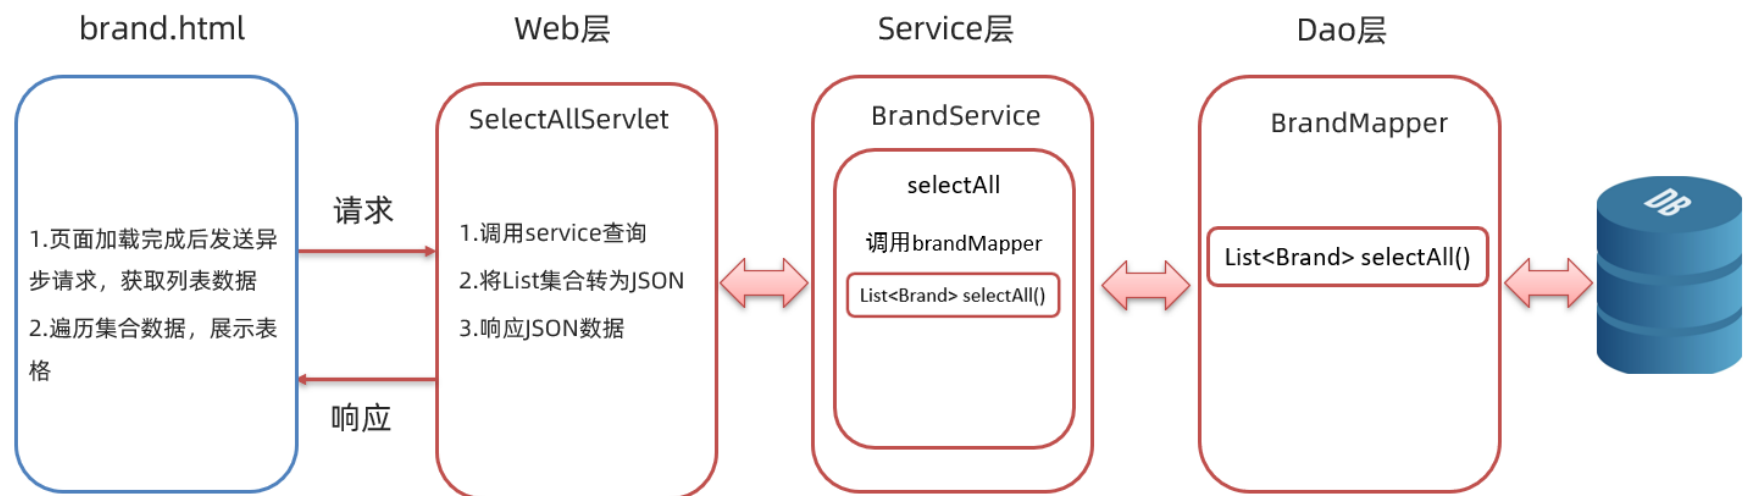 brand.html
1.页面加载完成后发送异
步请求，获取列表数据
2.遍历集合数据，展示表
格
请求
响应
Web层
SelectAllServlet
1.调用service查询
2.将List集合转为JSON
3.响应JSON数据
Service层
BrandService
selectAll
调用brandMapper
List<Brand> selectAll()
Dao层
BrandMapper
List<Brand> selectAll()
DB